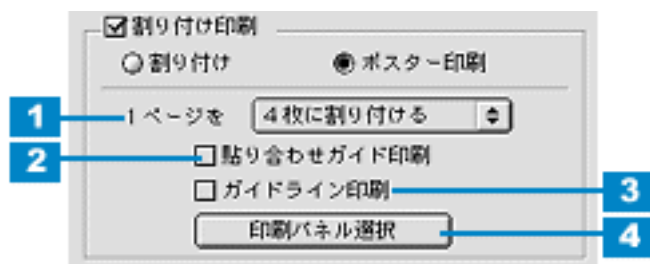 割り付け印刷
割り付け ポスター印刷
1 1ページを 4枚に割り付ける
2 貼り合わせガイド印刷
ガイドライン印刷 3
印刷パネル選択 4